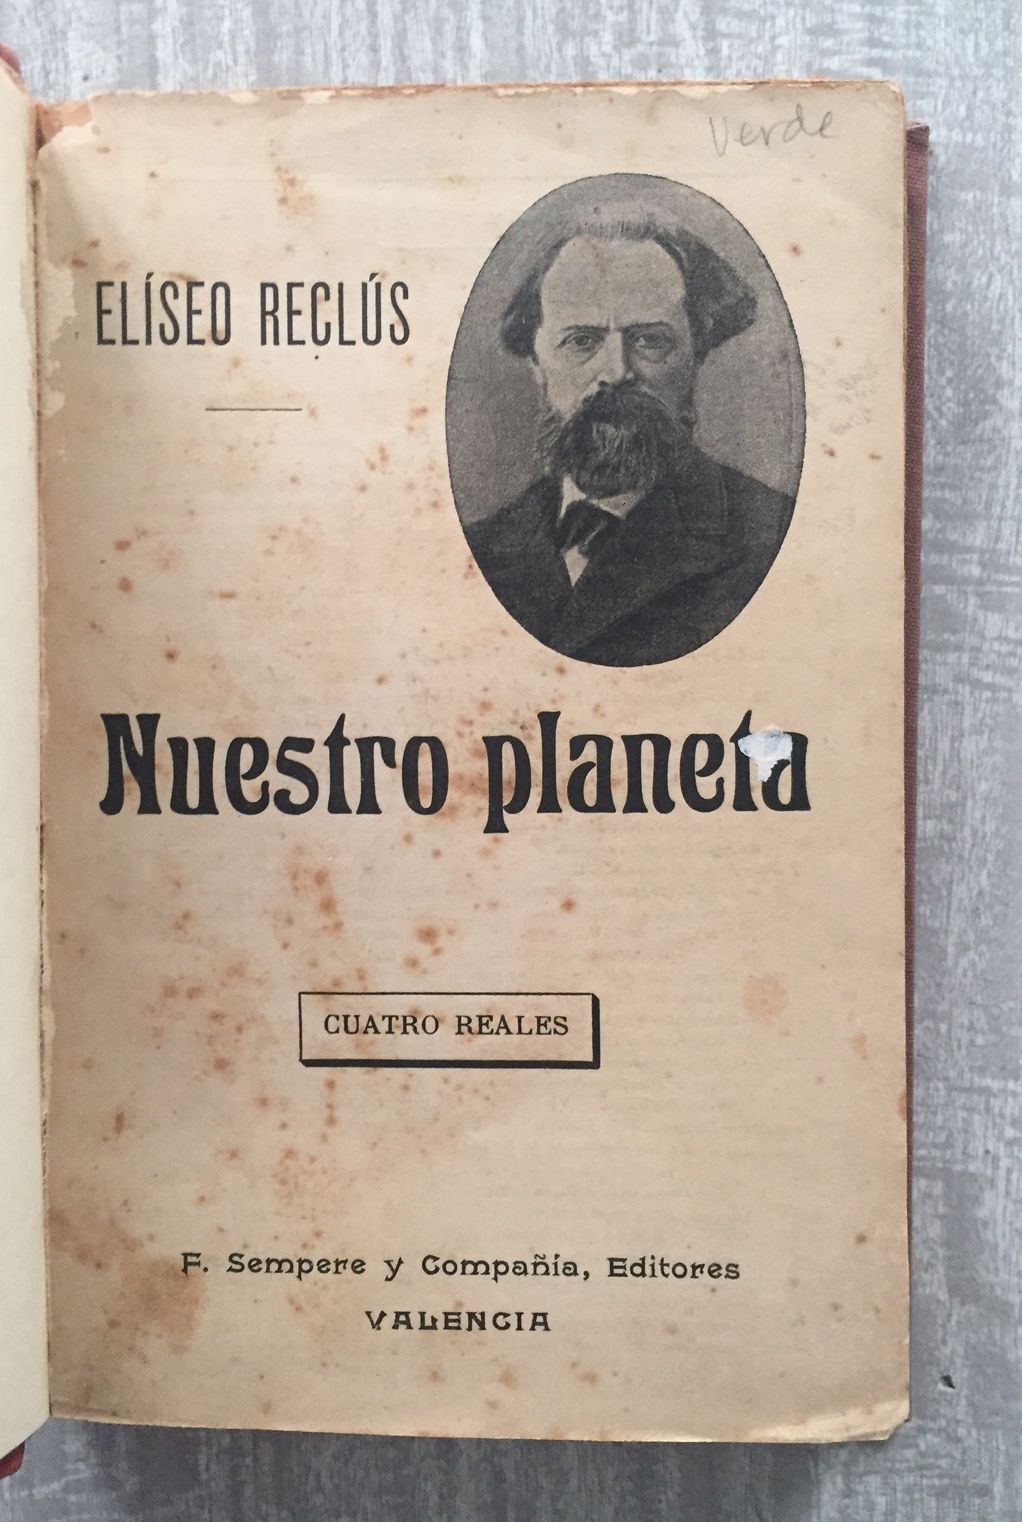 Verde
ELÍSEO RECLÚS
Nuestro planeta
CUATRO REALES
F. Sempere y Compañía, Editores
VALENCIA